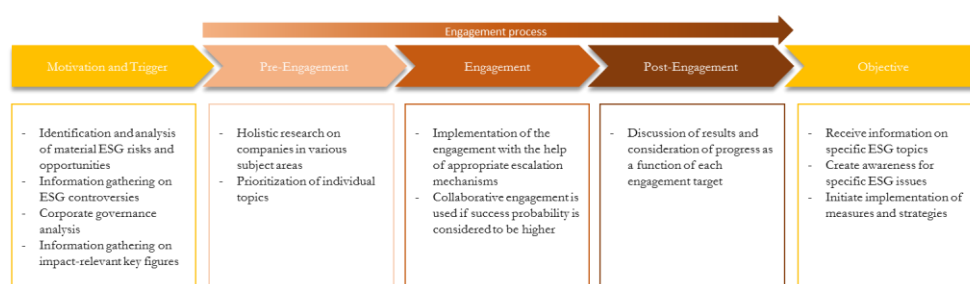 Engagement process
Motivation and Trigger
Pre-Engagement
Engagement
Post-Engagement
Objective
- Identification and analysis
of material ESG risks and
opportunities
- Information gathering on
ESG controversies
- Corporate governance
analysis
- Information gathering on
impact-relevant key figures
- Holistic research on
companies in various
subject areas
- Prioritization of individual
topics
- Implementation of the
engagement with the help
of appropriate escalation
mechanisms
- Collaborative engagement is
used if success probability is
considered to be higher
- Discussion of results and
consideration of progress as
a function of each
engagement target
- Receive information on
specific ESG topics
- Create awareness for
specific ESG issues
- Initiate implementation of
measures and strategies